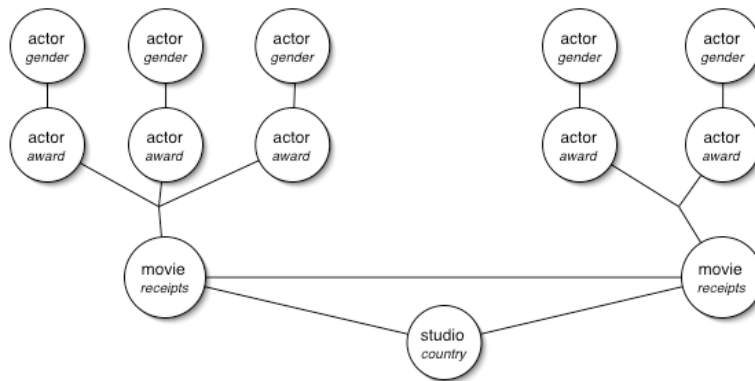 actor
gender
actor
gender
actor
gender
actor
gender
actor
gender
actor
award
actor
award
actor
award
actor
award
actor
award
movie
receipts
movie
receipts
studio
country